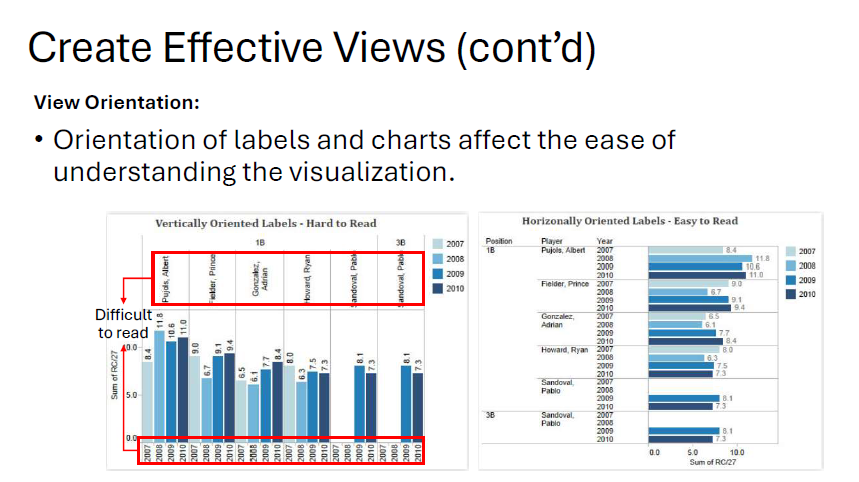 Create Effective Views (cont’d)
View Orientation:
• Orientation of labels and charts affect the ease of
understanding the visualization.
Vertically Oriented Labels - Hard to Read
1B
3B
Pujols, Albert
Fielder, Prince
Gonzalez,
Adrian
Howard, Ryan
Sandoval, Pablo
Sandoval, Pablo
2007
2008
2009
2010
Difficult
to read
Sum of RC/27
10.0
5.0
0.0
8.4 11.8 10.6 11.0 9.0 6.7 9.1 9.4 6.5 6.1 7.7 8.4 8.0 6.3 7.5 7.3 8.1 7.3 8.1 7.3
2007 2008 2009 2010 2007 2008 2009 2010 2007 2008 2009 2010 2007 2008 2009 2010 2007 2008 2009 2010 2007 2008 2009 2010
Horizonally Oriented Labels - Easy to Read
Position Player Year
1B Pujols, Albert 2007 8.4
2008 11.8
2009 10.6
2010 11.0
Fielder, Prince 2007 9.0
2008 6.7
2009 9.1
2010 9.4
Gonzalez, 2007 6.5
Adrian 2008 6.1
2009 7.7
2010 8.4
Howard, Ryan 2007 8.0
2008 6.3
2009 7.5
2010 7.3
Sandoval, 2007
Pablo 2008
2009 8.1
2010 7.3
3B Sandoval, 2007
Pablo 2008
2009 8.1
2010 7.3
0.0 5.0 10.0
Sum of RC/27
2007
2008
2009
2010